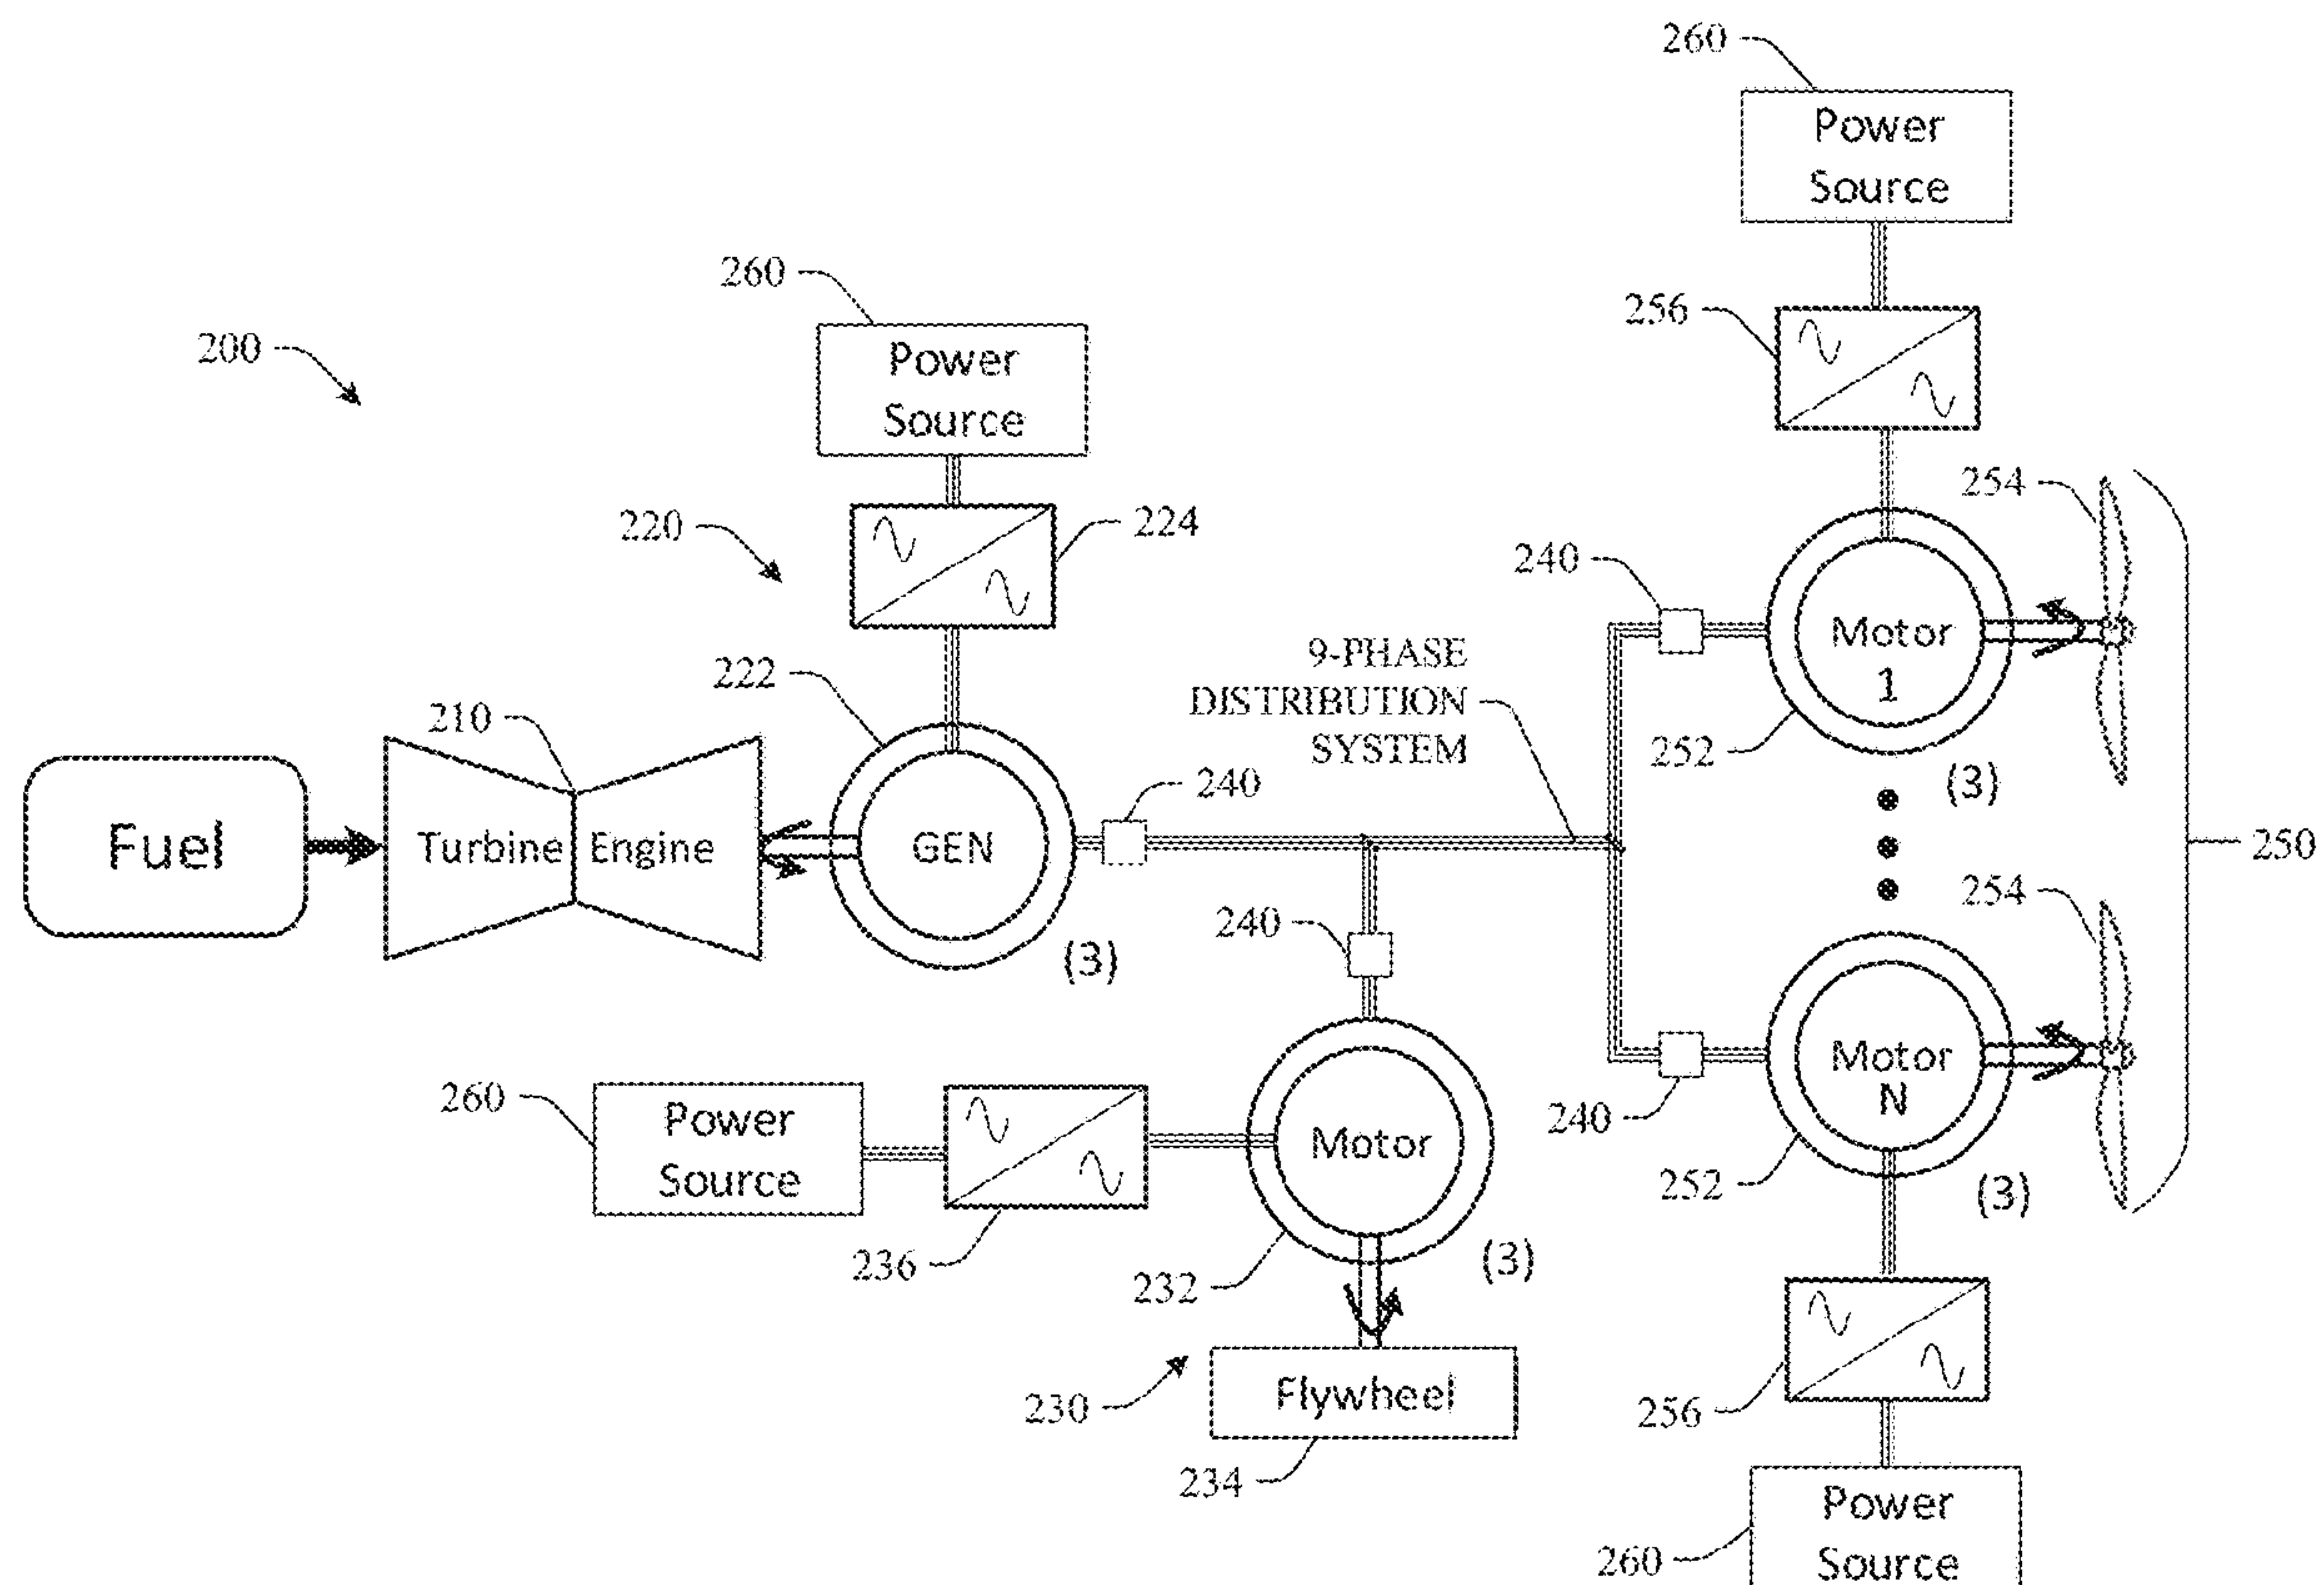 260
Power
Source
260
200
Power
Source
256
220
224
254
240
222
9-PHASE
DISTRIBUTION
SYSTEM
Motor
1
210
252
(3)
240
Fuel
Turbine
Engine
GEN
250
254
240
(3)
Motor
N
260
Power
Source
240
Motor
252
(3)
236
232
(3)
230
Flywheel
256
234
Power
Source
260